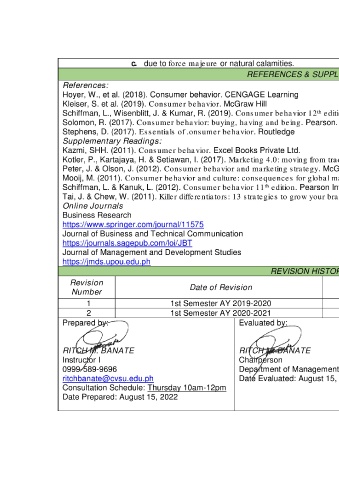 c. due to force majeure or natural calamities.
REFERENCES & SUPPL
References:
Hoyer, W., et al. (2018). Consumer behavior. CENGAGE Learning
Kleiser, S. et al. (2019). Consumer behavior. McGraw Hill
Schiffman, L., Wisenblitt, J. & Kumar, R. (2019). Consumer behavior 12th editi
Solomon, R. (2017). Consumer behavior: buying, having and being. Pearson.
Stephens, D. (2017). Essentials of .onsumer behavior. Routledge
Supplementary Readings:
Kazmi, SHH. (2011). Consumer behavior. Excel Books Private Ltd.
Kotler, P., Kartajaya, H. & Setiawan, I. (2017). Marketing 4.0: moving from trad
Peter, J. & Olson, J. (2012). Consumer behavior and marketing strategy. McG
Mooij, M. (2011). Consumer behavior and culture: consequences for global ma
Schiffman, L. & Kanuk, L. (2012). Consumer behavior 11th edition. Pearson In
Tai, J. & Chew, W. (2011). Killer differentiators: 13 strategies to grow your bra
Online Journals
Business Research
https://www.springer.com/journal/11575
Journal of Business and Technical Communication
https://journals.sagepub.com/loi/JBT
Journal of Management and Development Studies
https://jmds.upou.edu.ph
REVISION HISTOR
Revision Number Date of Revision
1 1st Semester AY 2019-2020
2 1st Semester AY 2020-2021
Prepared by: Evaluated by:
RITCH M. BANATE RITCH M. BANATE
Instructor I Chairperson
0999-589-9696 Department of Management
ritchbanate@cvsu.edu.ph Date Evaluated: August 15,
Consultation Schedule: Thursday 10am-12pm
Date Prepared: August 15, 2022